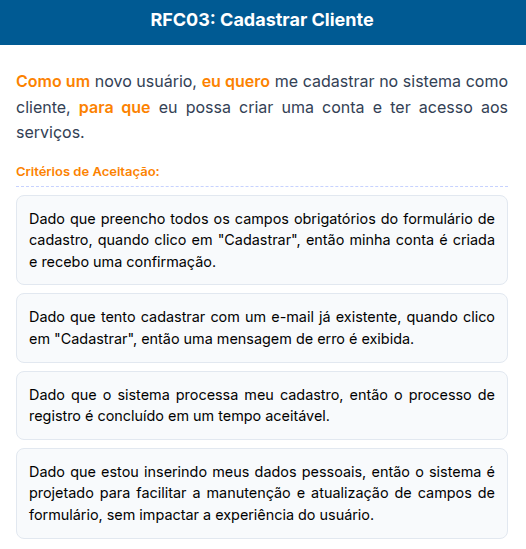 RFC03: Cadastrar Cliente
Como um novo usuário, eu quero me cadastrar no sistema como
cliente, para que eu possa criar uma conta e ter acesso aos
serviços.
Critérios de Aceitação:
Dado que preencho todos os campos obrigatórios do formulário de
cadastro, quando clico em "Cadastrar", então minha conta é criada
e recebo uma confirmação.
Dado que tento cadastrar com um e-mail já existente, quando clico
em "Cadastrar", então uma mensagem de erro é exibida.
Dado que o sistema processa meu cadastro, então o processo de
registro é concluído em um tempo aceitável.
Dado que estou inserindo meus dados pessoais, então o sistema é
projetado para facilitar a manutenção e atualização de campos de
formulário, sem impactar a experiência do usuário.